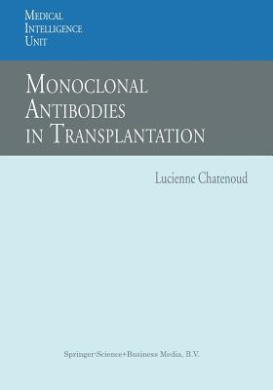 MEDICAL
INTELLIGENCE
UNIT
MONOCLONAL
ANTIBODIES
IN TRANSPLANTATION
Lucienne Chatenoud
Springer-Science+Business Media, B.V.